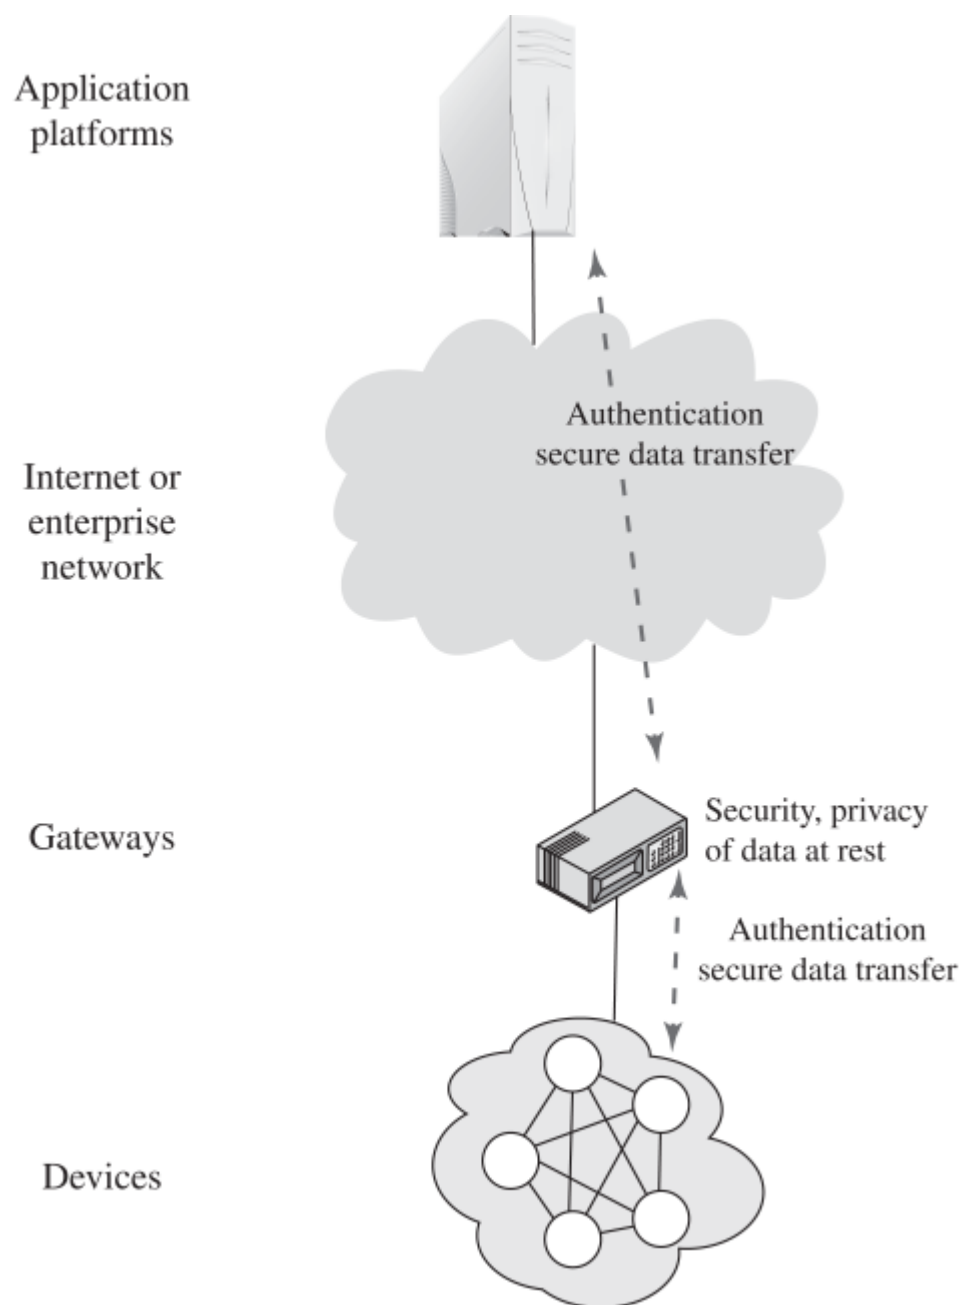 Application
platforms
Authentication
secure data transfer
Internet or
enterprise
network
Gateways
Security, privacy
of data at rest
Authentication
secure data transfer
Devices